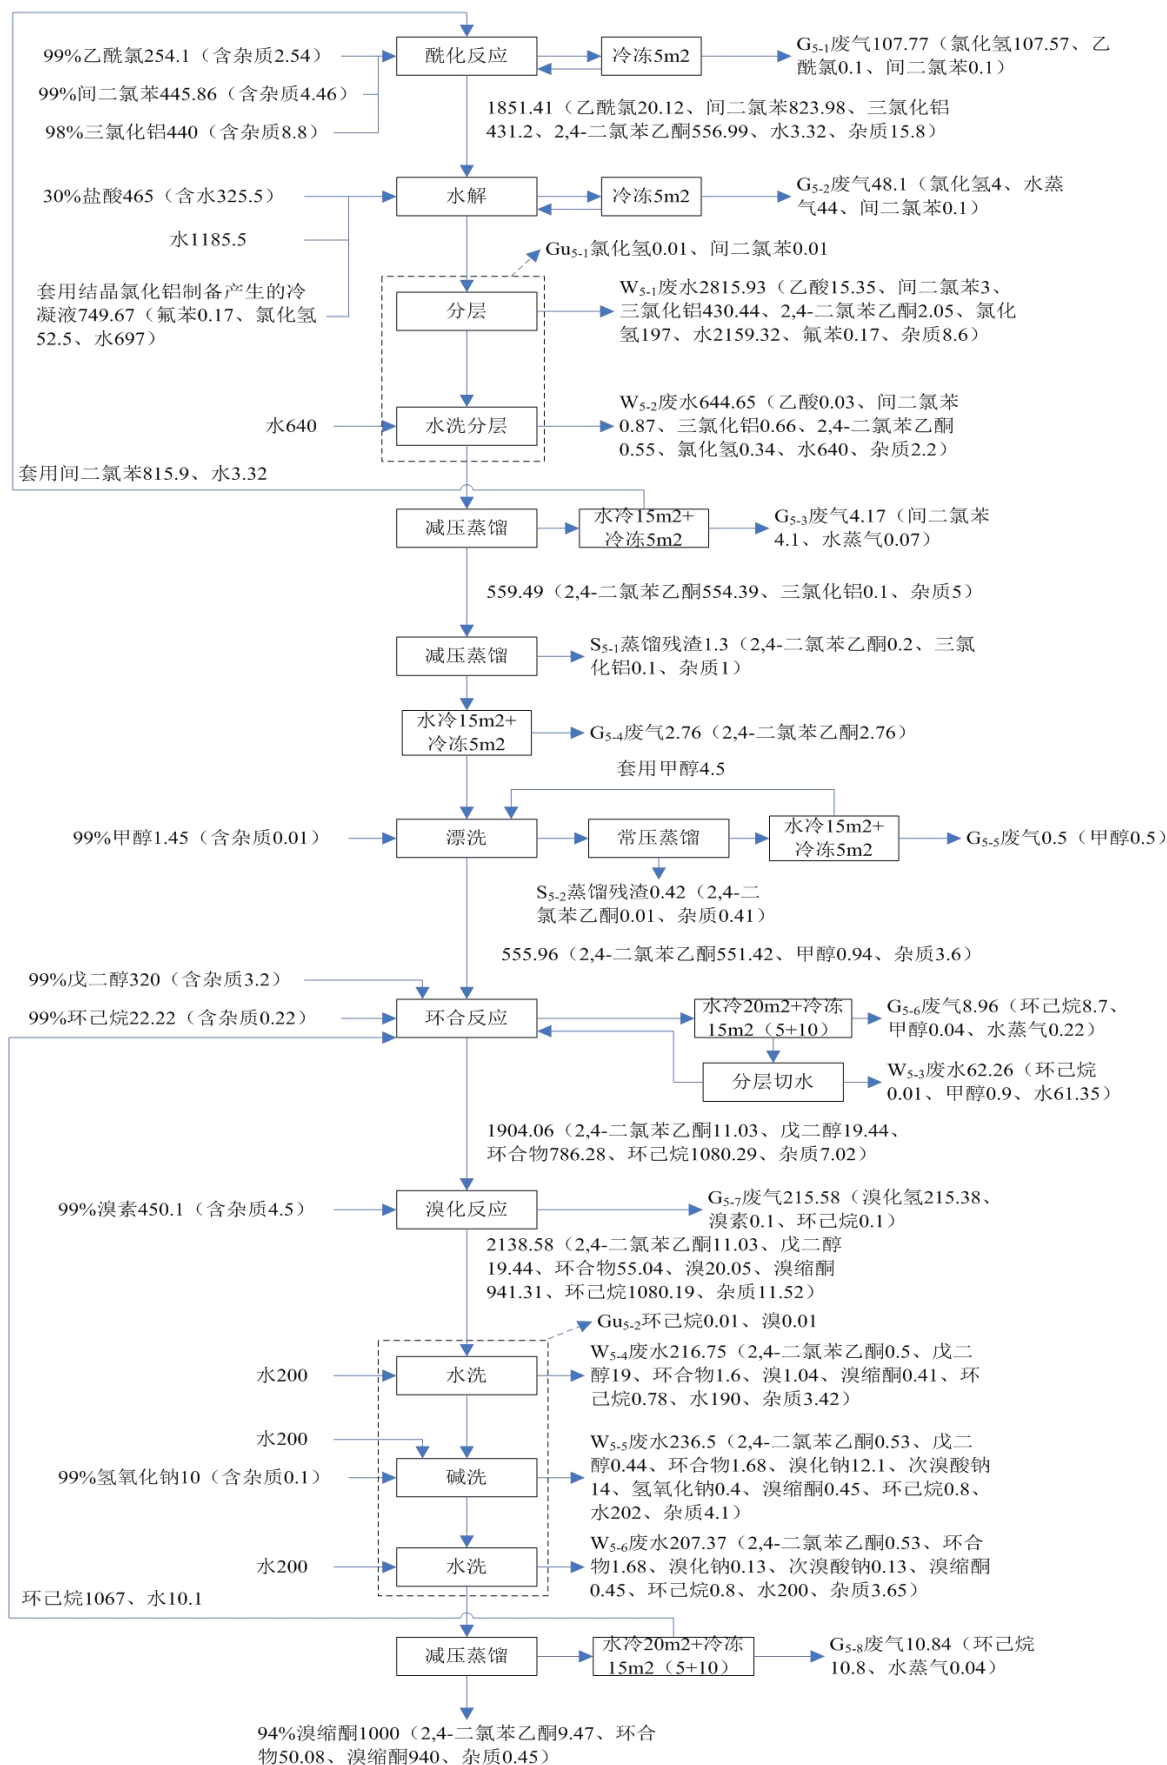 99%乙酰氯254.1（含杂质2.54）
99%间二氯苯445.86（含杂质4.46）
98%三氯化铝440（含杂质8.8）
酰化反应
冷冻5m2
G5-1废气107.77（氯化氢107.57、乙
酰氯0.1、间二氯苯0.1）
1851.41（乙酰氯20.12、间二氯苯823.98、三氯化铝
431.2、2,4-二氯苯乙酮556.99、水3.32、杂质15.8）
30%盐酸465（含水325.5）
水1185.5
套用结晶氯化铝制备产生的冷
凝液749.67（氟苯0.17、氯化氢
52.5、水697）
水解
冷冻5m2
G5-2废气48.1（氯化氢4、水蒸
气44、间二氯苯0.1）
Gu5-1氯化氢0.01、间二氯苯0.01
分层
W5-1废水2815.93（乙酸15.35、间二氯苯3、
三氯化铝430.44、2,4-二氯苯乙酮2.05、氯化
氢197、水2159.32、氟苯0.17、杂质8.6）
水640
水洗分层
W5-2废水644.65（乙酸0.03、间二氯苯
0.87、三氯化铝0.66、2,4-二氯苯乙酮
0.55、氯化氢0.34、水640、杂质2.2）
套用间二氯苯815.9、水3.32
减压蒸馏
水冷15m2+
冷冻5m2
G5-3废气4.17（间二氯苯
4.1、水蒸气0.07）
559.49（2,4-二氯苯乙酮554.39、三氯化铝0.1、杂质5）
减压蒸馏
S5-1蒸馏残渣1.3（2,4-二氯苯乙酮0.2、三氯
化铝0.1、杂质1）
水冷15m2+
冷冻5m2
G5-4废气2.76（2,4-二氯苯乙酮2.76）
套用甲醇4.5
99%甲醇1.45（含杂质0.01）
漂洗
常压蒸馏
水冷15m2+
冷冻5m2
G5-5废气0.5（甲醇0.5）
S5-2蒸馏残渣0.42（2,4-二
氯苯乙酮0.01、杂质0.41）
555.96（2,4-二氯苯乙酮551.42、甲醇0.94、杂质3.6）
99%戊二醇320（含杂质3.2）
99%环己烷22.22（含杂质0.22）
环合反应
水冷20m2+冷冻
15m2（5+10）
G5-6废气8.96（环己烷8.7、
甲醇0.04、水蒸气0.22）
分层切水
W5-3废水62.26（环己烷
0.01、甲醇0.9、水61.35）
1904.06（2,4-二氯苯乙酮11.03、戊二醇19.44、
环合物786.28、环己烷1080.29、杂质7.02）
99%溴素450.1（含杂质4.5）
溴化反应
G5-7废气215.58（溴化氢215.38、
溴素0.1、环己烷0.1）
2138.58（2,4-二氯苯乙酮11.03、戊二醇
19.44、环合物55.04、溴20.05、溴缩酮
941.31、环己烷1080.19、杂质11.52）
Gu5-2环己烷0.01、溴0.01
水200
水洗
W5-4废水216.75（2,4-二氯苯乙酮0.5、戊二
醇19、环合物1.6、溴1.04、溴缩酮0.41、环
己烷0.78、水190、杂质3.42）
水200
99%氢氧化钠10（含杂质0.1）
碱洗
W5-5废水236.5（2,4-二氯苯乙酮0.53、戊二
醇0.44、环合物1.68、溴化钠12.1、次溴酸钠
14、氢氧化钠0.4、溴缩酮0.45、环己烷0.8、
水202、杂质4.1）
水200
水洗
W5-6废水207.37（2,4-二氯苯乙酮0.53、环合
物1.68、溴化钠0.13、次溴酸钠0.13、溴缩酮
0.45、环己烷0.8、水200、杂质3.65）
环己烷1067、水10.1
减压蒸馏
水冷20m2+冷冻
15m2（5+10）
G5-8废气10.84（环己烷
10.8、水蒸气0.04）
94%溴缩酮1000（2,4-二氯苯乙酮9.47、环合
物50.08、溴缩酮940、杂质0.45）